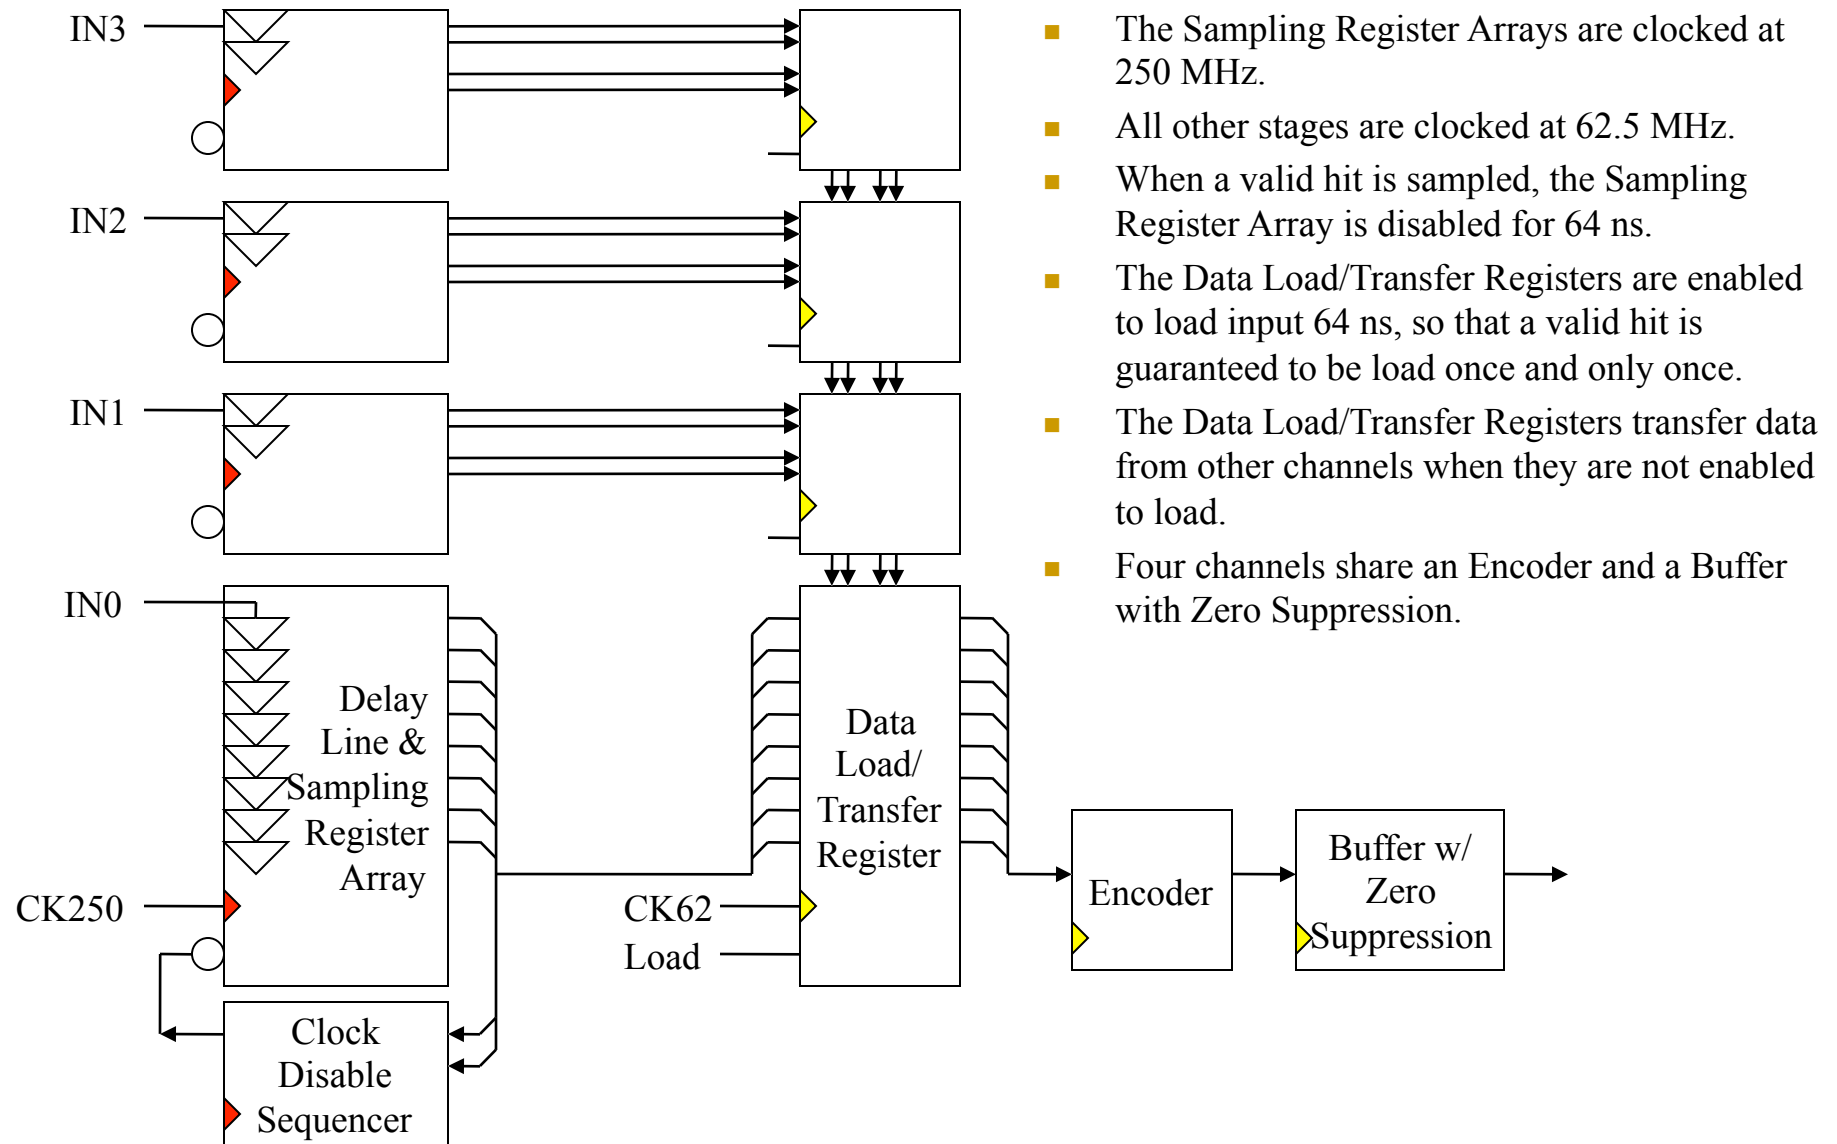 IN3
IN2
IN1
IN0
Delay
Line &
Sampling
Register
Array
CK250
Clock
Disable
Sequencer
Data
Load/
Transfer
Register
CK62
Load
Encoder
Buffer w/
Zero
Suppression
The Sampling Register Arrays are clocked at
250 MHz.
All other stages are clocked at 62.5 MHz.
When a valid hit is sampled, the Sampling
Register Array is disabled for 64 ns.
The Data Load/Transfer Registers are enabled
to load input 64 ns, so that a valid hit is
guaranteed to be load once and only once.
The Data Load/Transfer Registers transfer data
from other channels when they are not enabled
to load.
Four channels share an Encoder and a Buffer
with Zero Suppression.